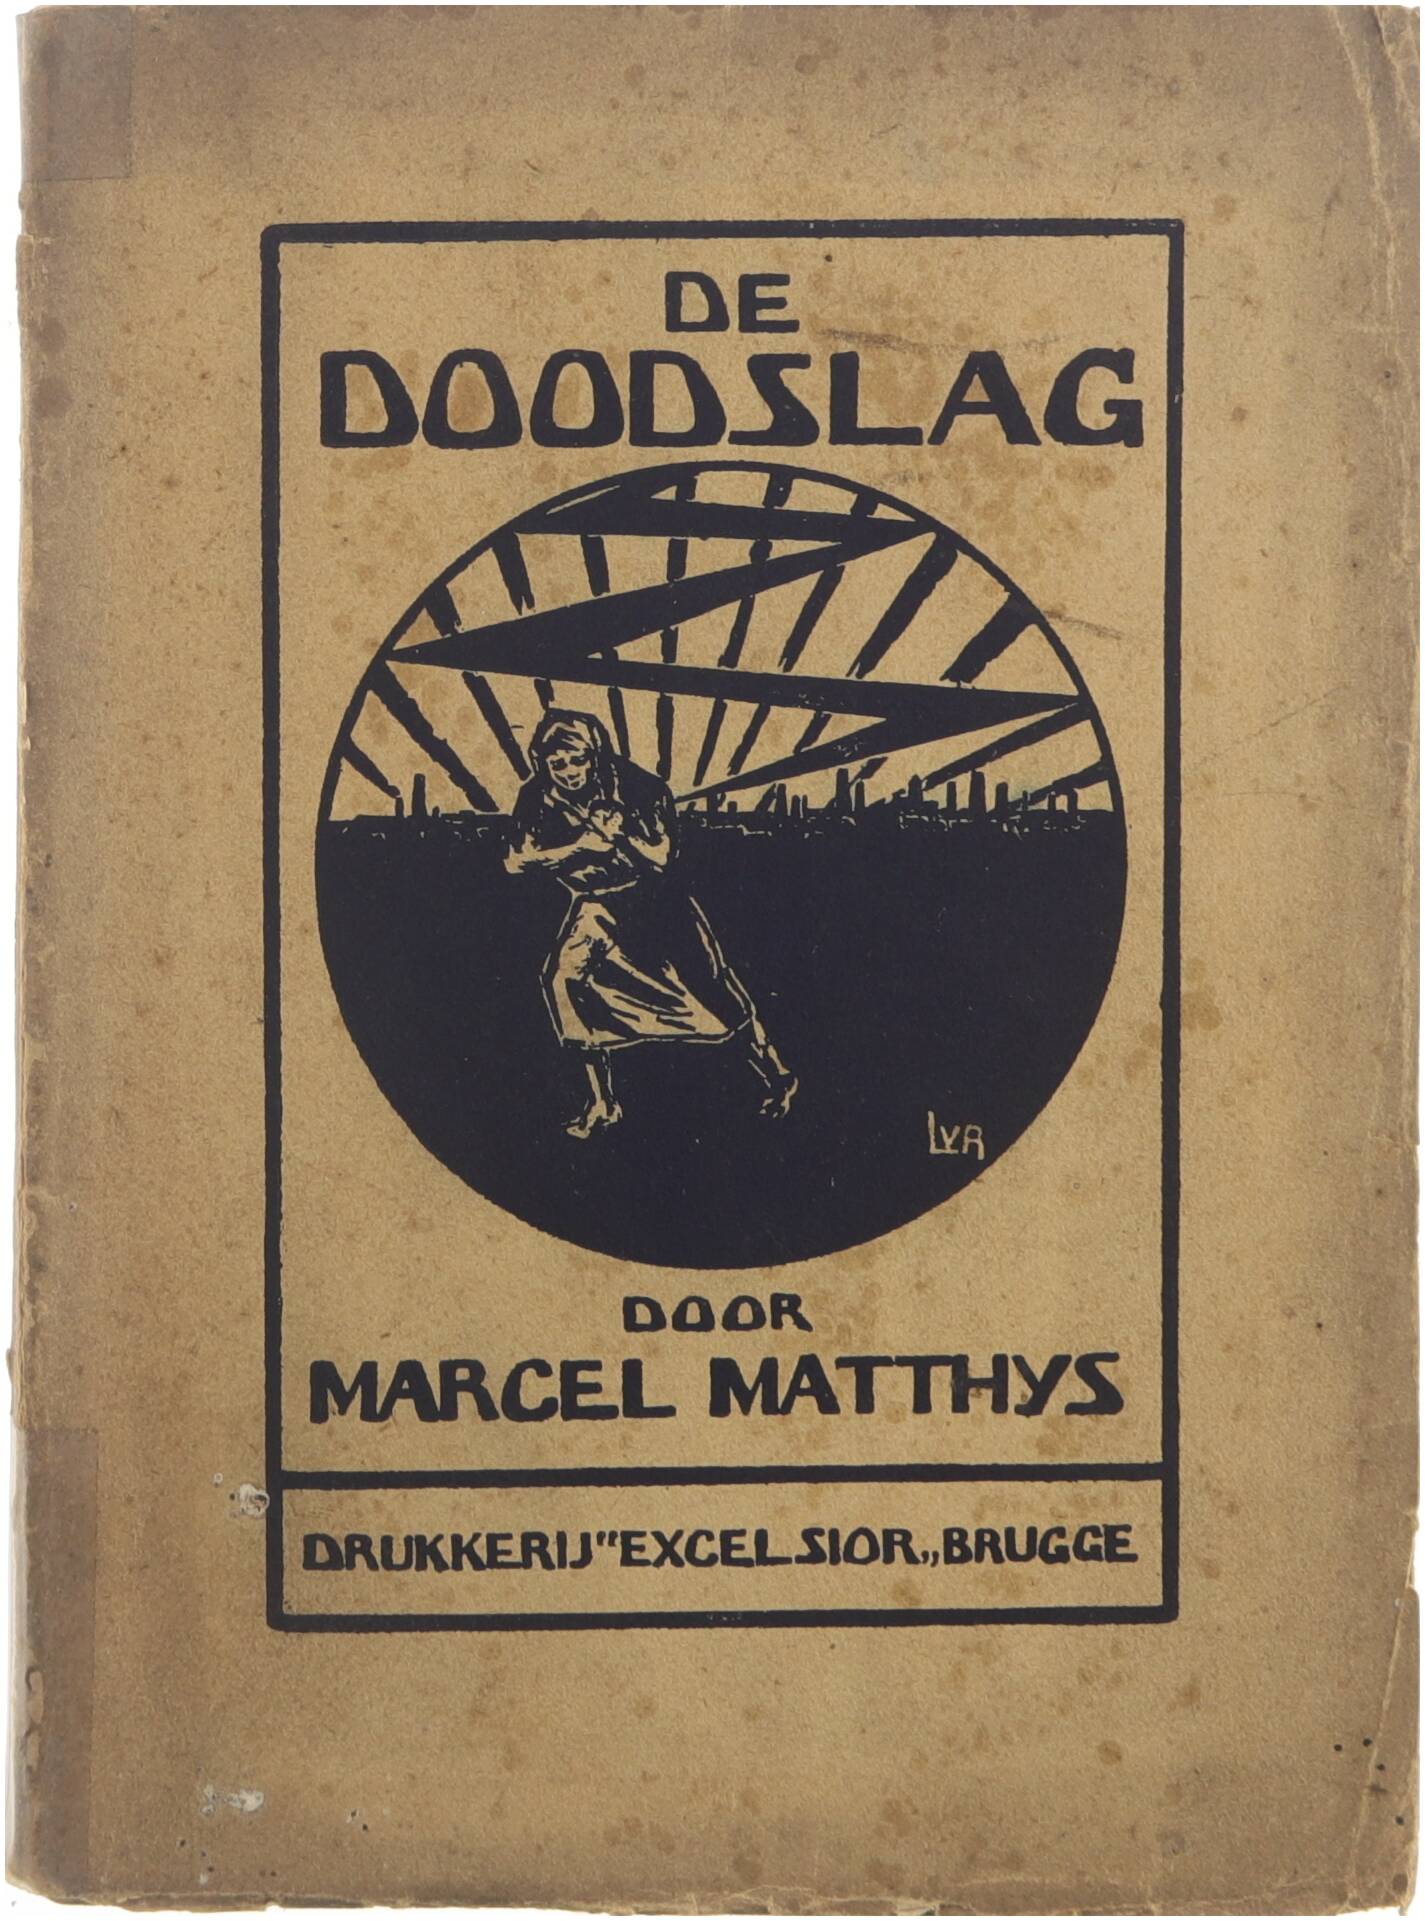 DE
DOODSLAG
LVR
DOOR
MARCEL MATTHYS
DRUKKERIJ "EXCELSIOR„ BRUGGE